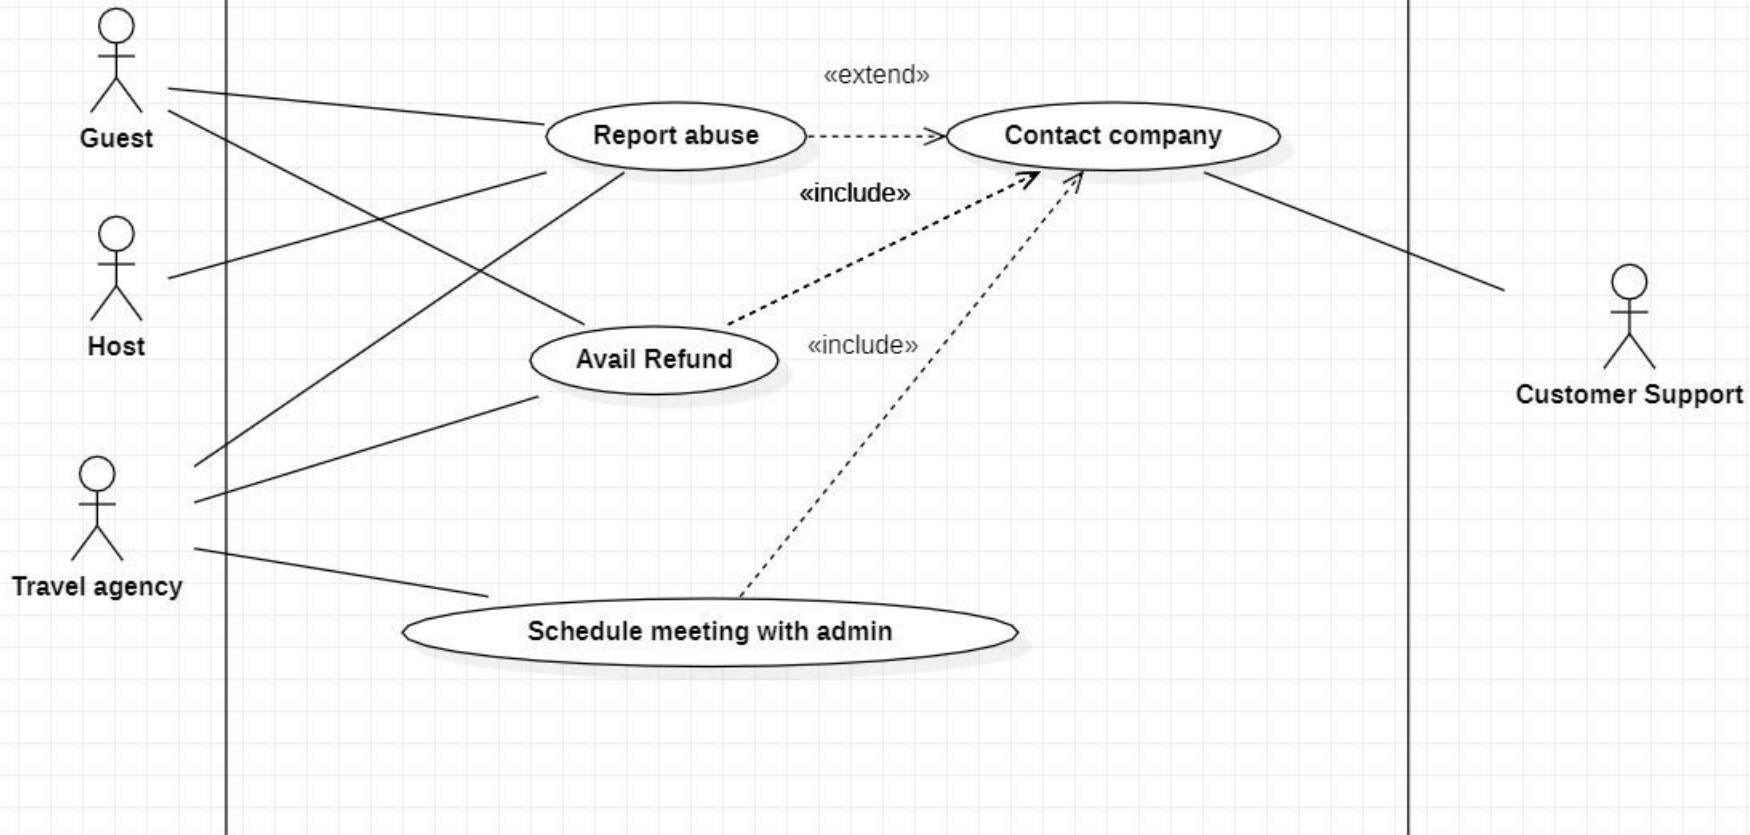 «extend»
Report abuse
Contact company
Guest
«include»
Host
«include»
Avail Refund
Customer Support
Travel agency
Schedule meeting with admin